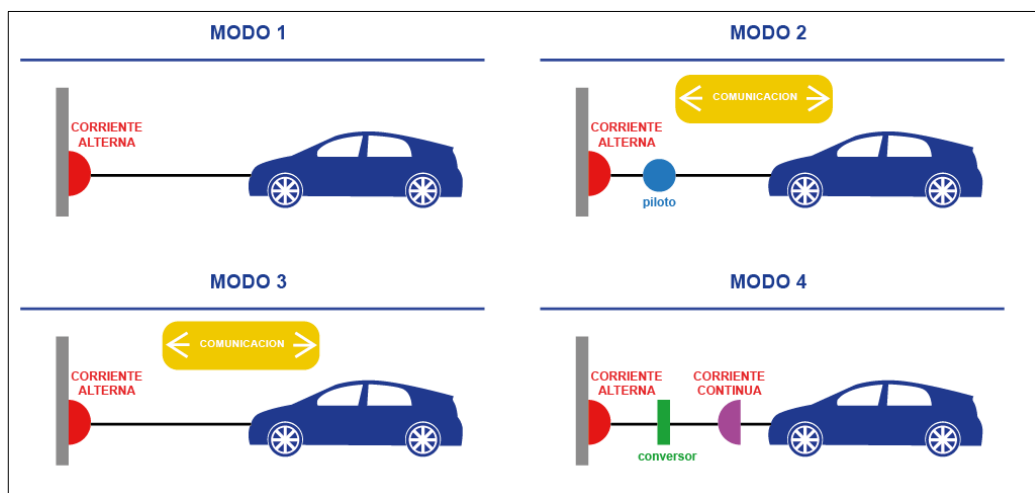 MODO 1
CORRIENTE
ALTERNA
MODO 2
COMUNICACION
CORRIENTE
ALTERNA
piloto
MODO 3
COMUNICACION
CORRIENTE
ALTERNA
MODO 4
CORRIENTE
ALTERNA
CORRIENTE
CONTINUA
conversor